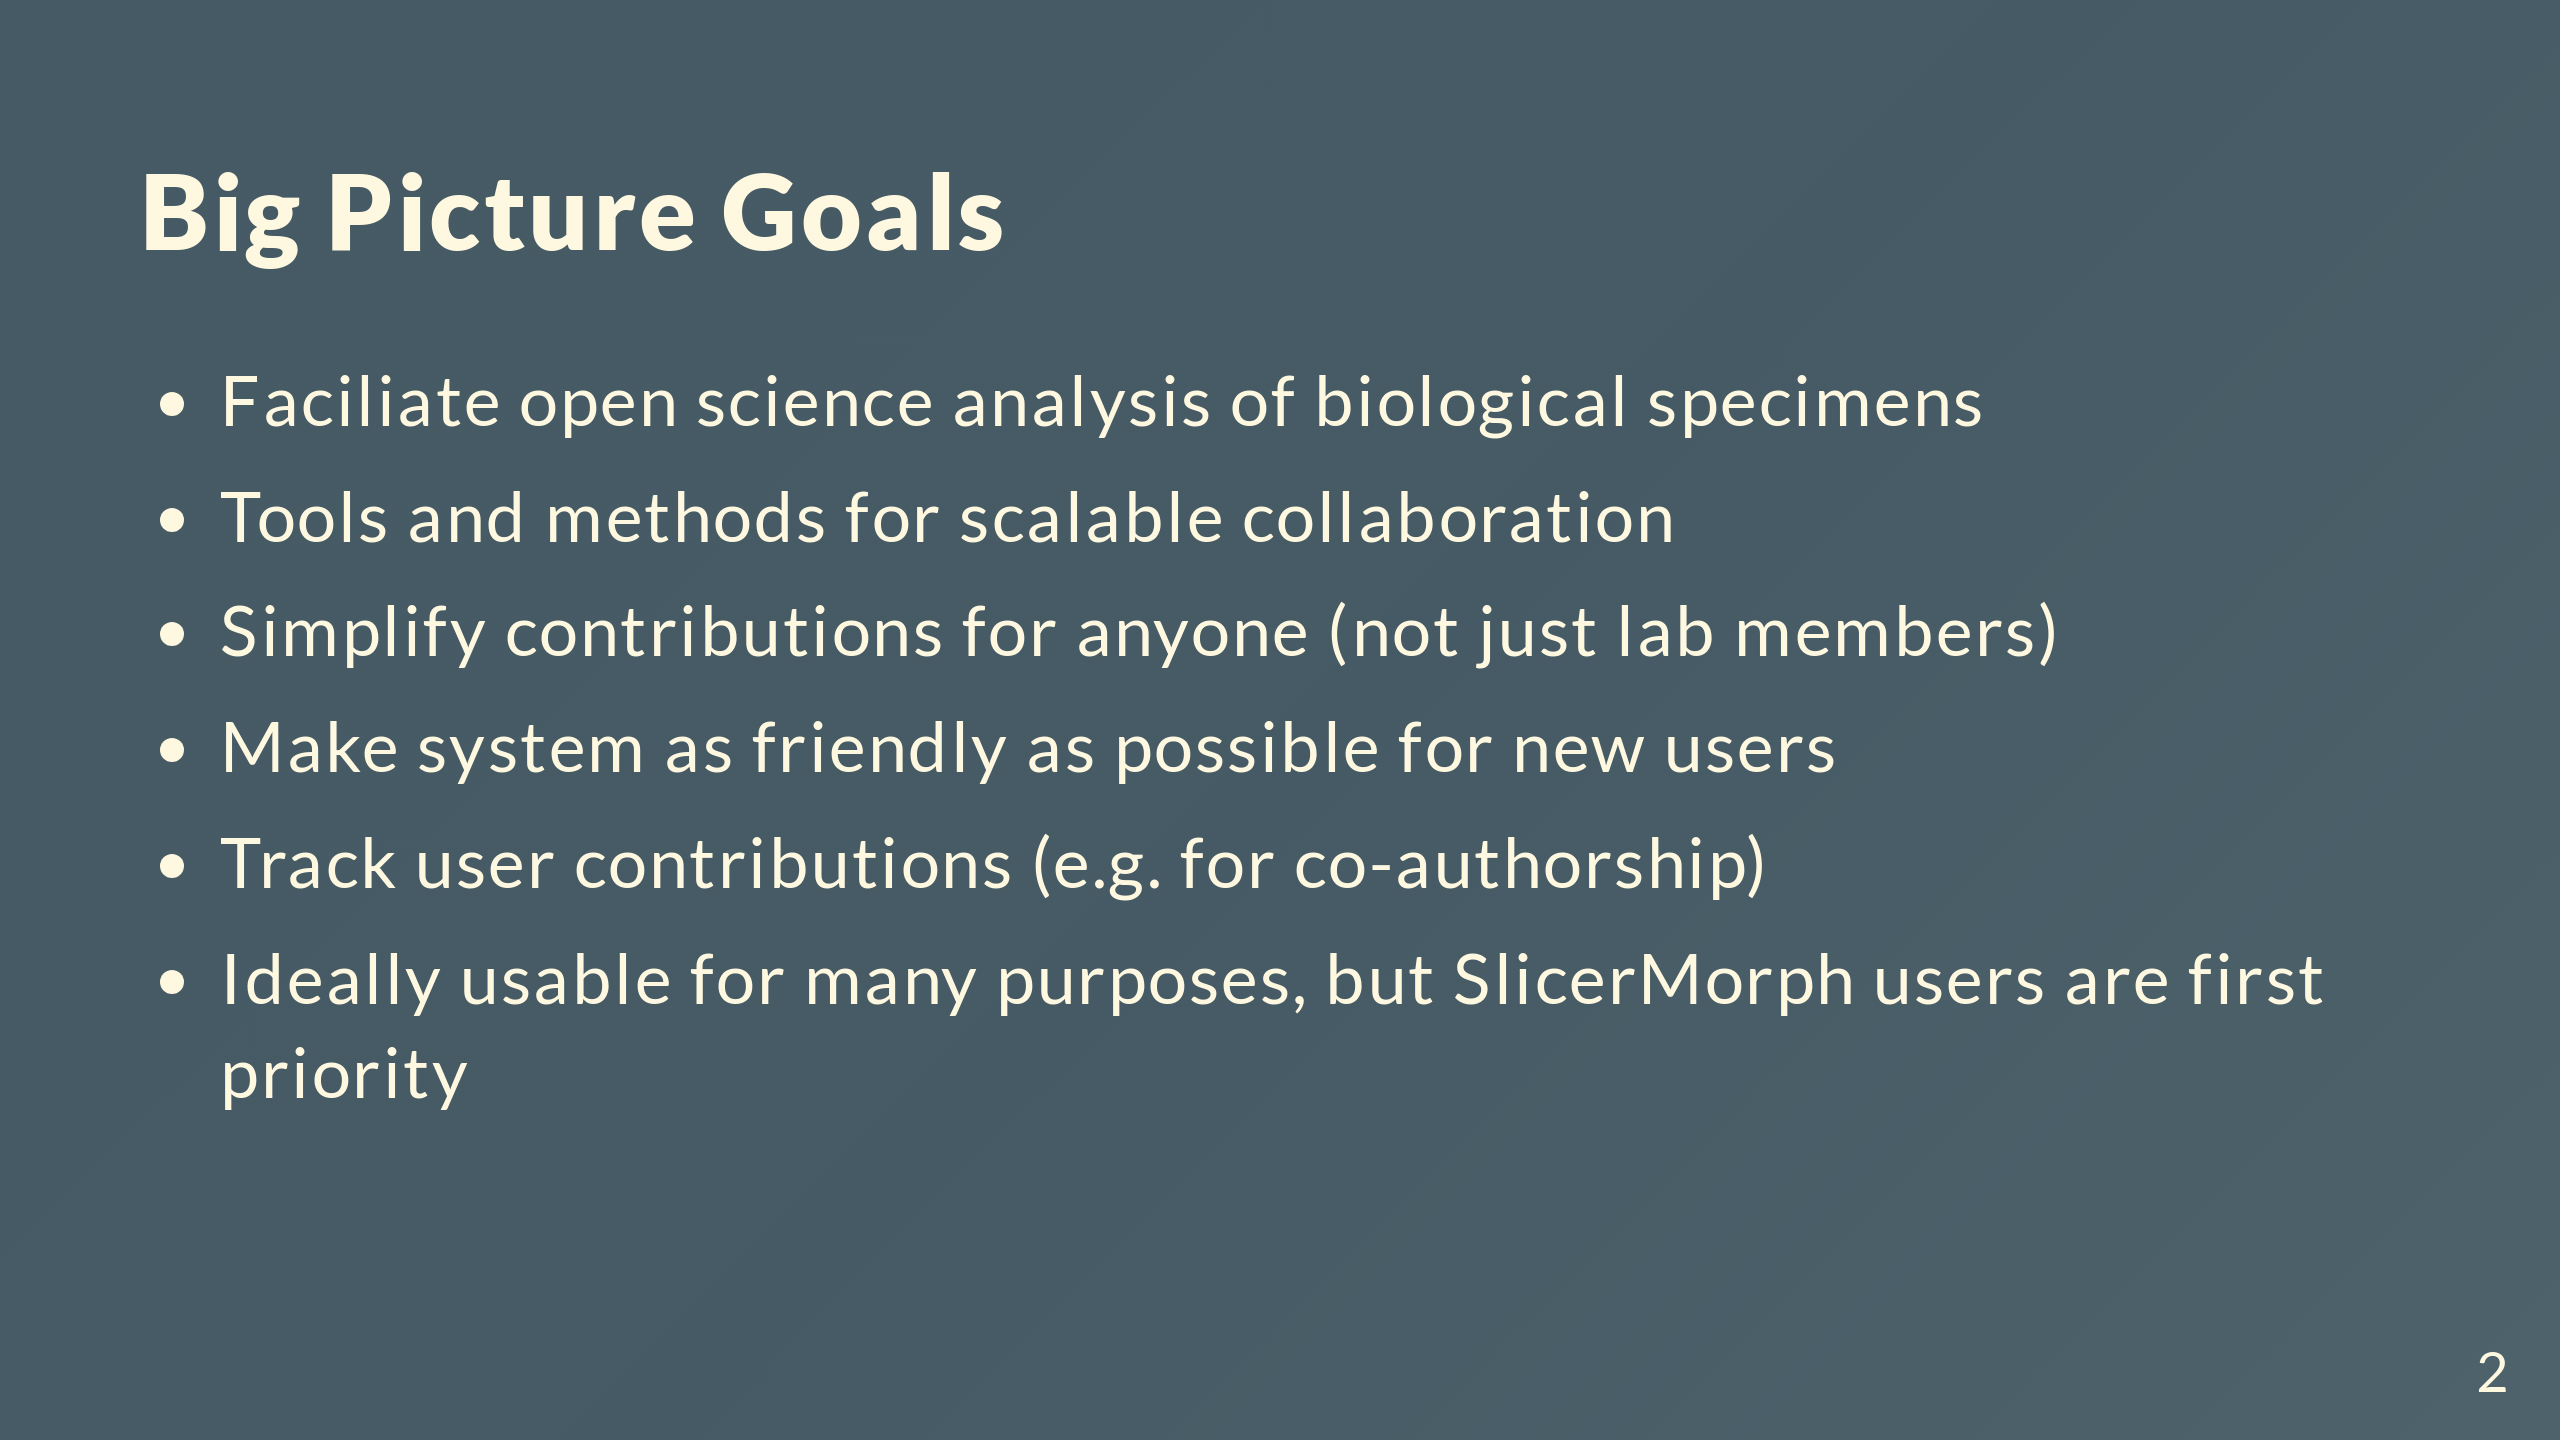 Big Picture Goals
• Faciliate open science analysis of biological specimens
• Tools and methods for scalable collaboration
• Simplify contributions for anyone (not just lab members)
• Make system as friendly as possible for new users
• Track user contributions (e.g. for co-authorship)
• Ideally usable for many purposes, but SlicerMorph users are first
priority
2